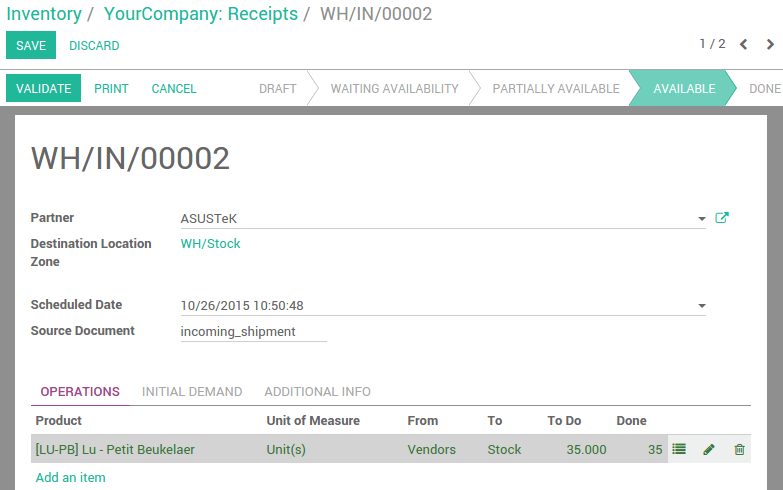 Inventory / YourCompany: Receipts / WH/IN/00002
SAVE DISCARD 1 / 2
VALIDATE PRINT CANCEL DRAFT WAITING AVAILABILITY PARTIALLY AVAILABLE AVAILABLE DONE
WH/IN/00002
Partner ASUSTeK
Destination Location WH/Stock
Zone
Scheduled Date 10/26/2015 10:50:48
Source Document incoming_shipment
OPERATIONS INITIAL DEMAND ADDITIONAL INFO
Product Unit of Measure From To To Do Done
[LU-PB] Lu - Petit Beukelaer Unit(s) Vendors Stock 35.000 35
Add an item